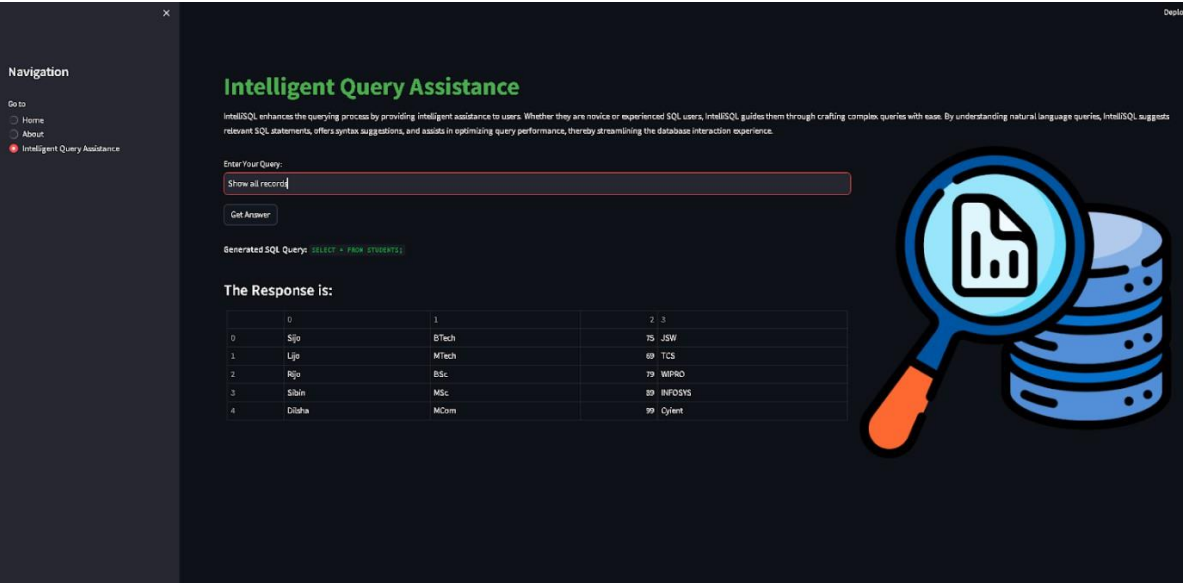 ×
Deplo
Navigation
Go to
Home
About
Intelligent Query Assistance
Intelligent Query Assistance
IntelliSQL enhances the querying process by providing intelligent assistance to users. Whether they are novice or experienced SQL users, IntelliSQL guides them through crafting complex queries with ease. By understanding natural language queries, IntelliSQL suggests
relevant SQL statements, offers syntax suggestions, and assists in optimizing query performance, thereby streamlining the database interaction experience.
Enter Your Query:
Show all records
Get Answer
Generated SQL Query: SELECT * FROM STUDENTS;
The Response is:
0 1 2 3
0 Sijo BTech 75 JSW
1 Lijo MTech 69 TCS
2 Rijo BSc 79 WIPRO
3 Sibin MSc 89 INFOSYS
4 Dilsha MCom 99 Cyient